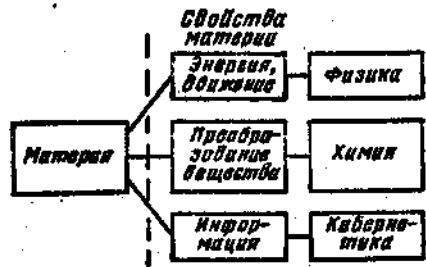 Свойства
материи
Энергия,
движение
Физика
Материя
Преобра-
зование
вещества
Химия
Инфор-
мация
Киберне-
тика